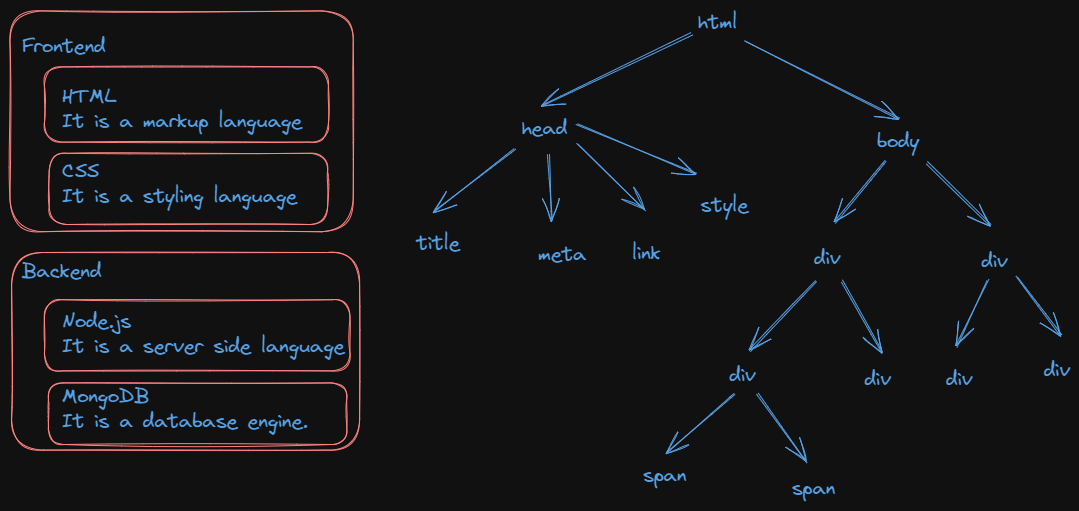 Frontend
HTML
It is a markup language
CSS
It is a styling language
Backend
Node.js
It is a server side language
MongoDB
It is a database engine.
html
head
body
title
meta
link
style
div
div
div
div
div
div
span
span